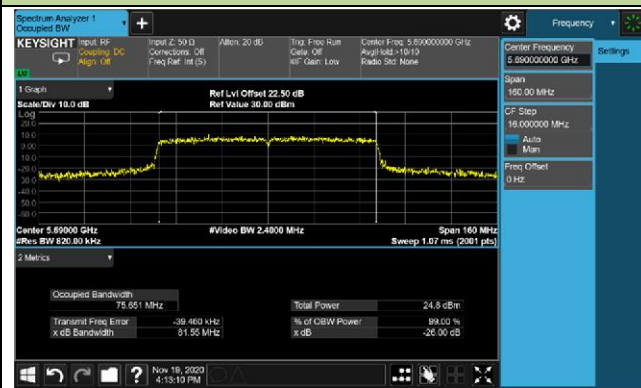 Spectrum Analyzer 1
Occupied BW
Frequency
KEYSIGHT
Input: RF
Coupling: DC
Align: Off
Input Z: 50 Ω
Corrections: Off
Freq Ref: Int (S)
Atten: 20 dB
Trig: Free Run
Gate: Off
#IF Gain: Low
Center Freq: 5.690000000 GHz
Avg|Hold:>10/10
Radio Std: None
Center Frequency
5.690000000 GHz
Settings
Span
160.00 MHz
CF Step
16.000000 MHz
Auto
Man
Freq Offset
0 Hz
1 Graph
Scale/Div 10.0 dB
Ref Lvl Offset 22.50 dB
Ref Value 30.00 dBm
Log
20.0
10.0
0.00
-10.0
-20.0
-30.0
-40.0
-50.0
-60.0
Center 5.69000 GHz
#Res BW 820.00 kHz
#Video BW 2.4000 MHz
Span 160 MHz
Sweep 1.07 ms (2001 pts)
2 Metrics
Occupied Bandwidth
75.651 MHz
Total Power
24.8 dBm
Transmit Freq Error
-39.460 kHz
% of OBW Power
99.00 %
x dB Bandwidth
81.55 MHz
x dB
-26.00 dB
Nov 19, 2020
4:13:10 PM